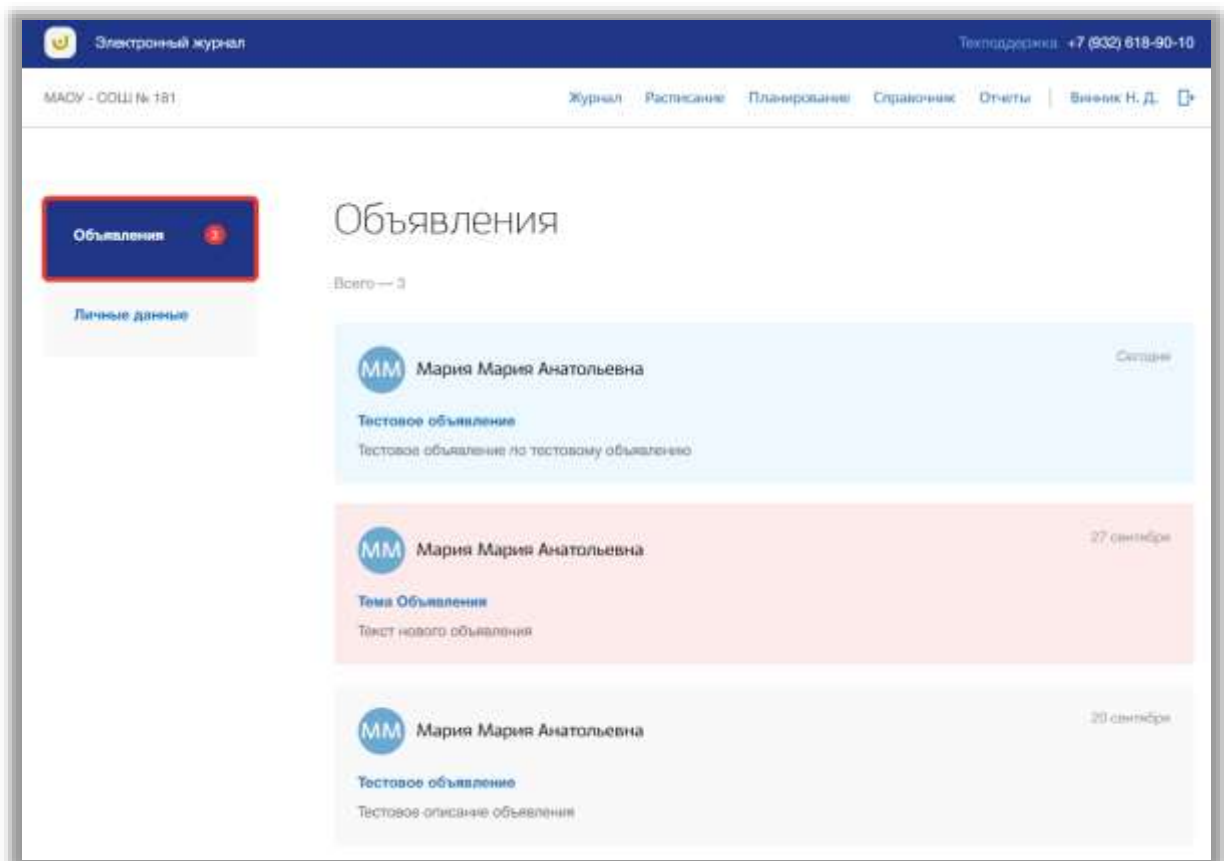 Электронный журнал
Техподдержка +7 (932) 618-90-10
МАОУ - СОШ № 181
Журнал Расписание Планирование Справочник Отчеты Винник Н. Д.
Объявления 3
Личные данные
Объявления
Всего — 3
ММ Мария Мария Анатольевна Сегодня
Тестовое объявление
Тестовое объявление по тестовому объявлению
ММ Мария Мария Анатольевна 27 сентября
Тема Объявления
Текст нового объявления
ММ Мария Мария Анатольевна 20 сентября
Тестовое объявление
Тестовое описание объявления